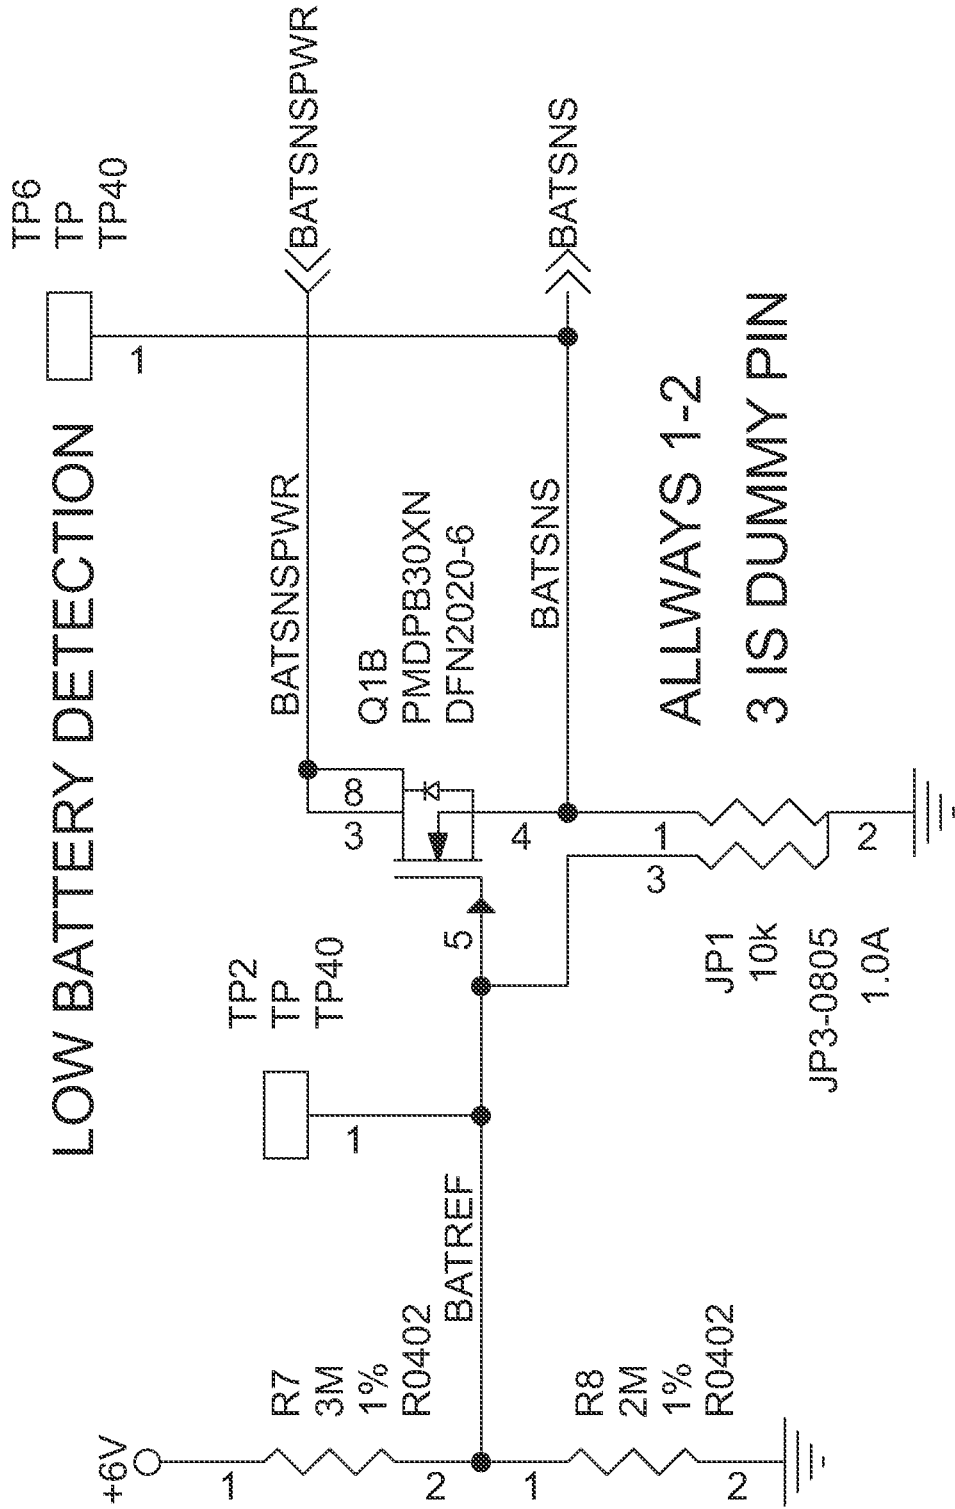 LOW BATTERY DETECTION
TP6
TP
TP40
1
+6V
1
R7
3M
1%
R0402
2
BATREF
1
R8
2M
1%
R0402
2
TP2
TP
TP40
1
5
3
8
4
BATSNSPWR
BATSNSPWR
Q1B
PMDPB30XN
DFN2020-6
BATSNS
BATSNS
1
3
2
JP1
10k
JP3-0805
1.0A
ALLWAYS 1-2
3 IS DUMMY PIN